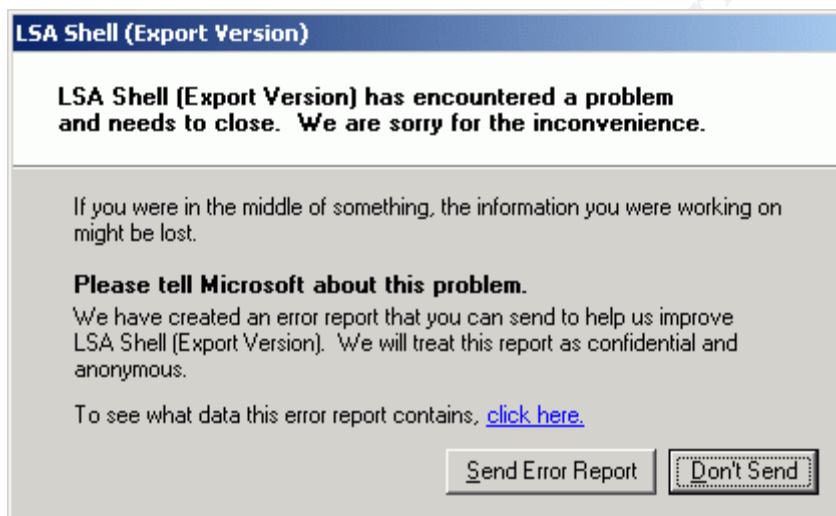 LSA Shell (Export Version)
LSA Shell (Export Version) has encountered a problem
and needs to close.  We are sorry for the inconvenience.
If you were in the middle of something, the information you were working on
might be lost.
Please tell Microsoft about this problem.
We have created an error report that you can send to help us improve
LSA Shell (Export Version).  We will treat this report as confidential and
anonymous.
To see what data this error report contains, click here.
Send Error Report
Don't Send